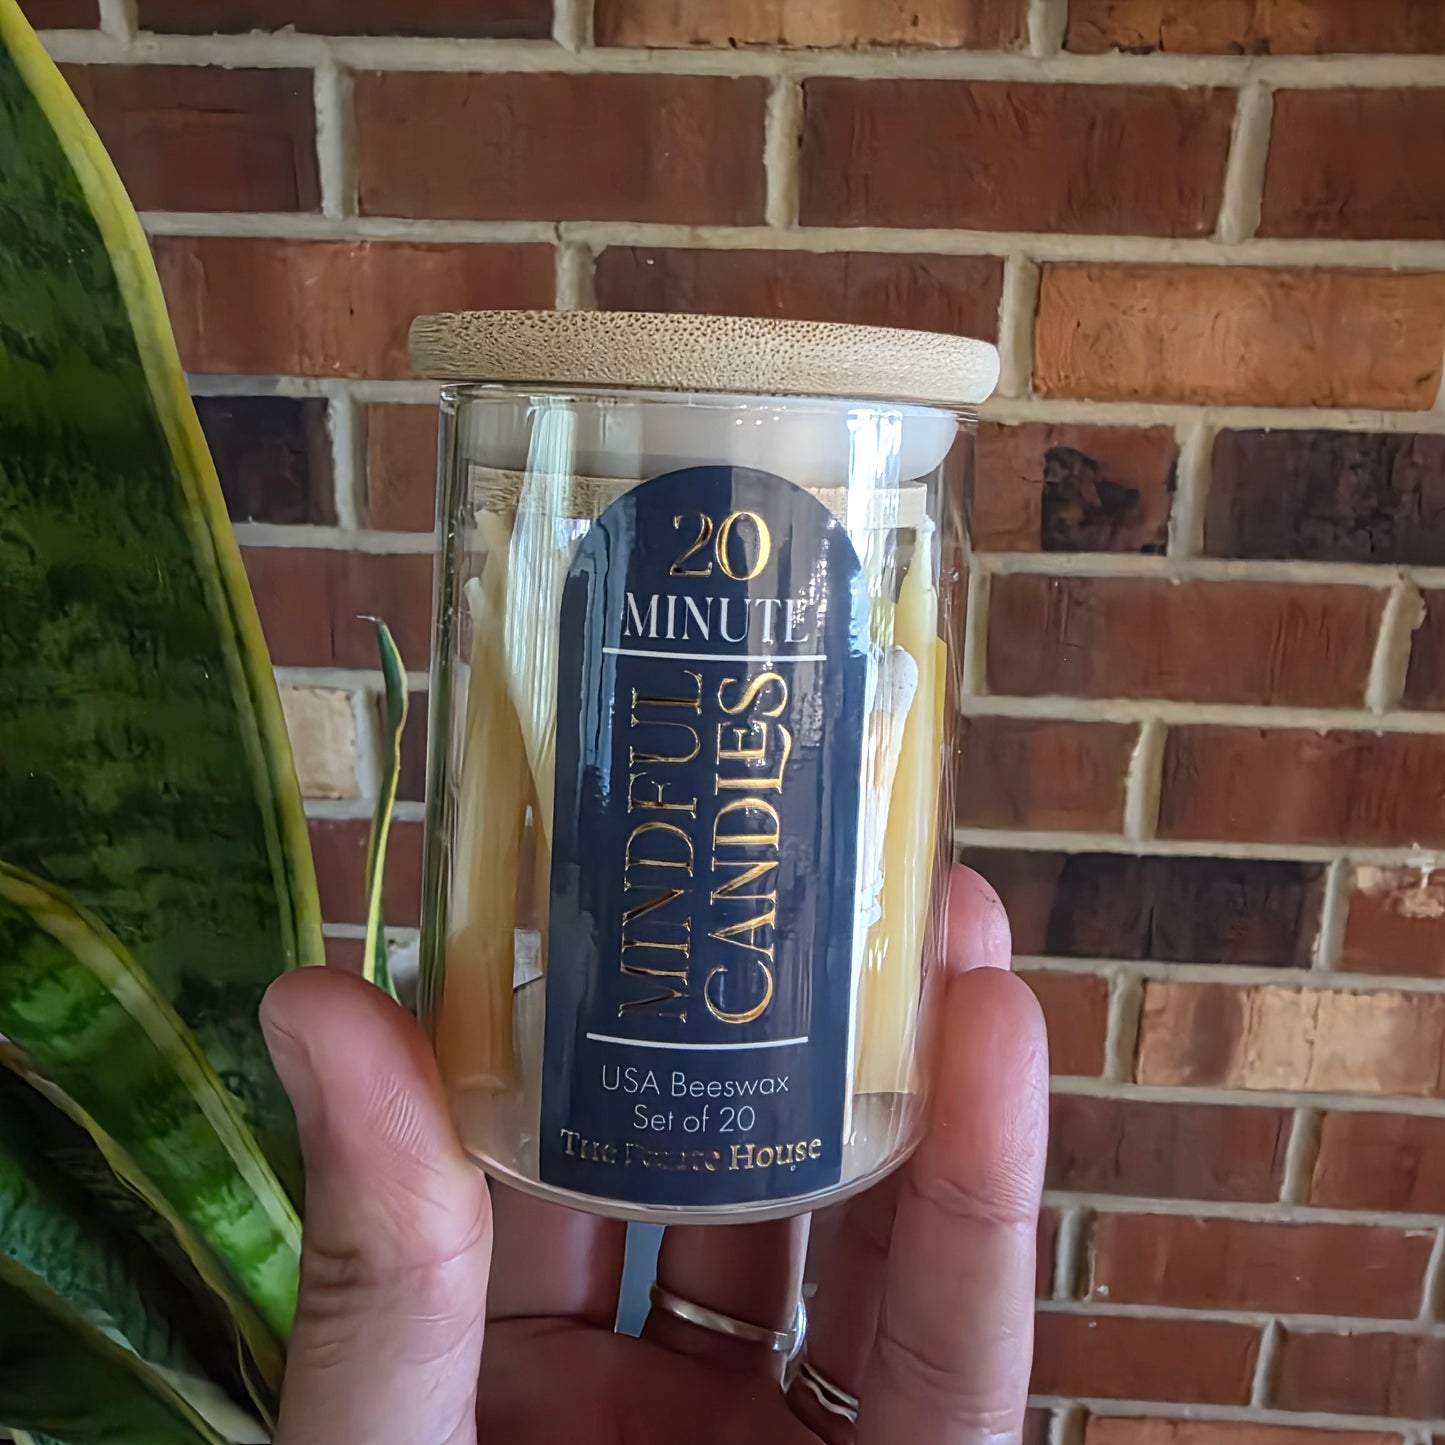 20
MINUTE
MINDFUL
CANDLES
USA Beeswax
Set of 20
The House